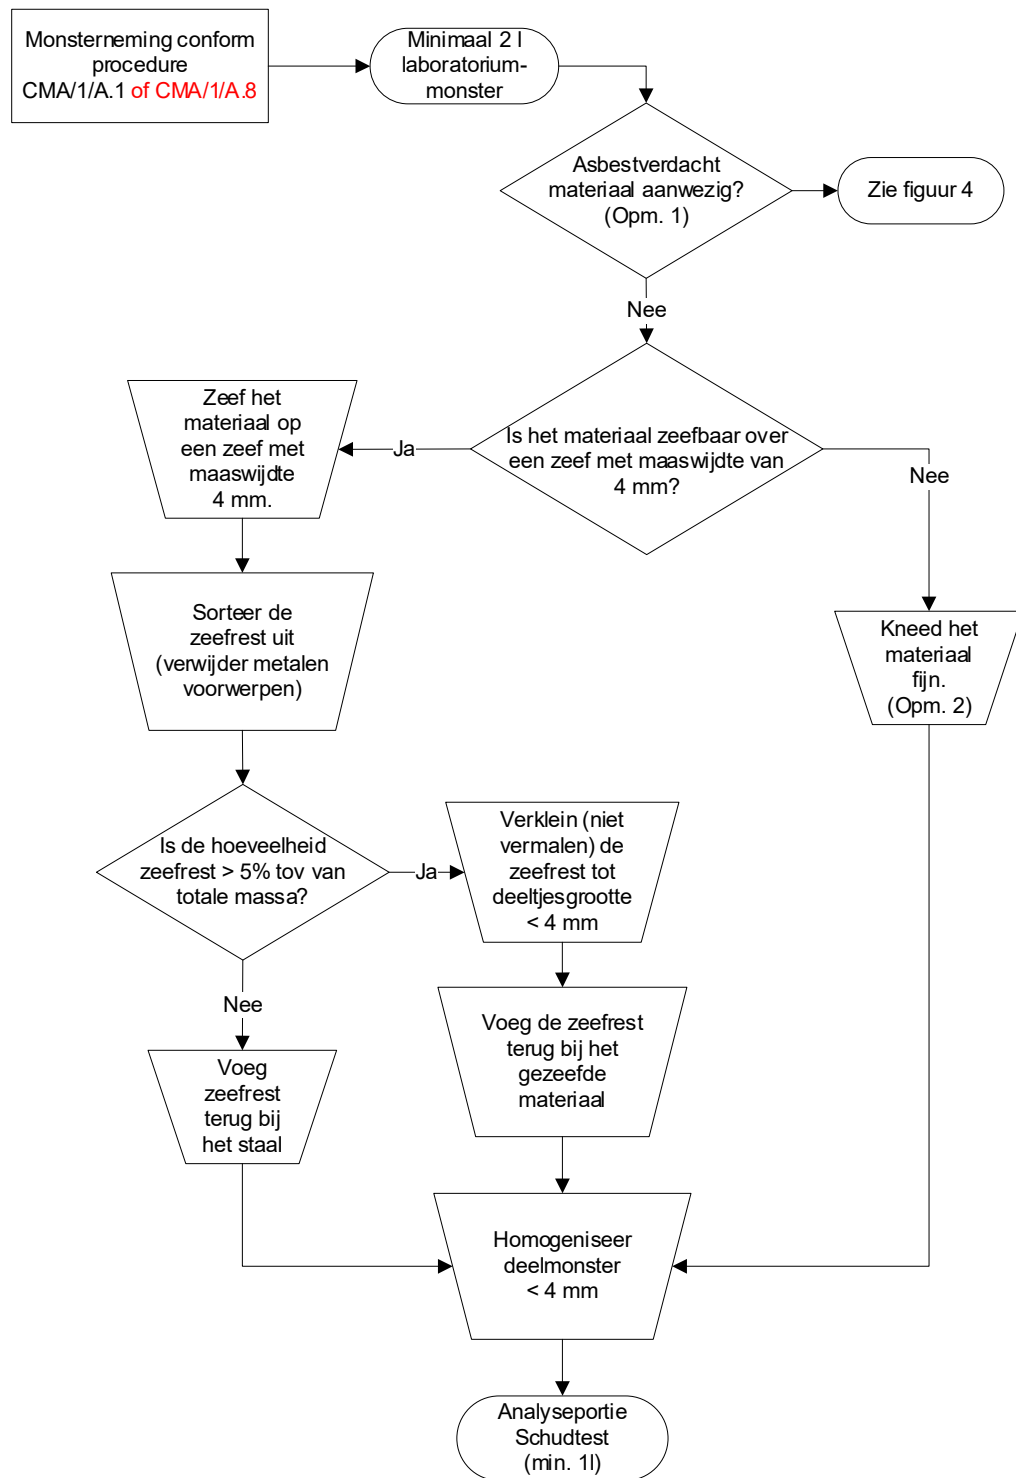 Monsterneming conform
procedure
CMA/1/A.1 of CMA/1/A.8
Minimaal 2 l
laboratorium-
monster
Asbestverdacht
materiaal aanwezig?
(Opm. 1)
Zie figuur 4
Nee
Is het materiaal zeefbaar over
een zeef met maaswijdte van
4 mm?
Ja
Nee
Zeef het
materiaal op
een zeef met
maaswijdte
4 mm.
Sorteer de
zeefrest uit
(verwijder metalen
voorwerpen)
Kneed het
materiaal
fijn.
(Opm. 2)
Is de hoeveelheid
zeefrest > 5% tov van
totale massa?
Ja
Verklein (niet
vermalen) de
zeefrest tot
deeltjesgrootte
< 4 mm
Nee
Voeg de zeefrest
terug bij het
gezeefde
materiaal
Voeg
zeefrest
terug bij
het staal
Homogeniseer
deelmonster
< 4 mm
Analyseportie
Schudtest
(min. 1l)